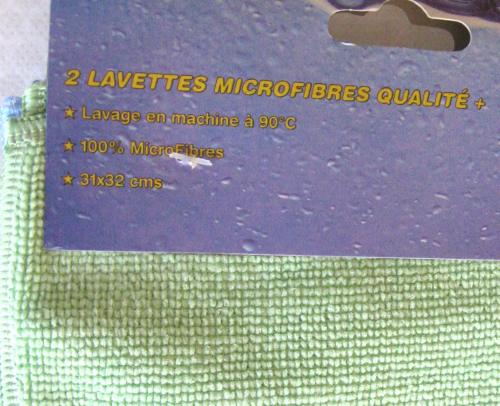 2 LAVETTES MICROFIBRES QUALITÉ +
★ Lavage en machine à 90°C
★ 100% MicroFibres
★ 31x32 cms